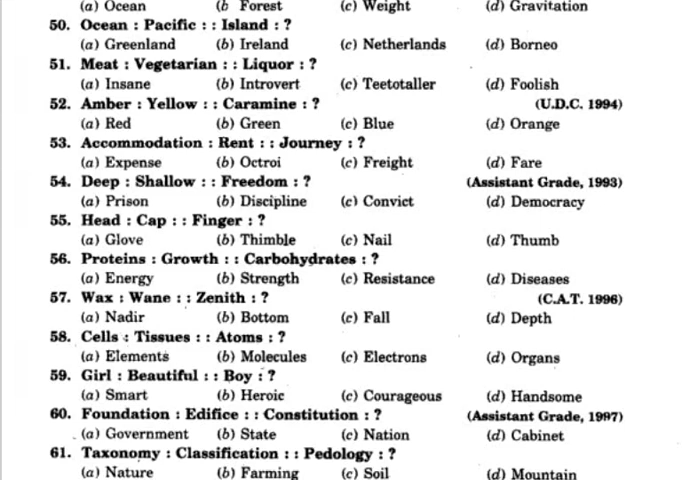 (a) Ocean (b Forest (c) Weight (d) Gravitation
50. Ocean : Pacific : : Island : ?
(a) Greenland (b) Ireland (c) Netherlands (d) Borneo
51. Meat : Vegetarian : : Liquor : ?
(a) Insane (b) Introvert (c) Teetotaller (d) Foolish
52. Amber : Yellow : : Caramine : ? (U.D.C. 1994)
(a) Red (b) Green (c) Blue (d) Orange
53. Accommodation : Rent : : Journey : ?
(a) Expense (b) Octroi (c) Freight (d) Fare
54. Deep : Shallow : : Freedom : ? (Assistant Grade, 1993)
(a) Prison (b) Discipline (c) Convict (d) Democracy
55. Head : Cap : : Finger : ?
(a) Glove (b) Thimble (c) Nail (d) Thumb
56. Proteins : Growth : : Carbohydrates : ?
(a) Energy (b) Strength (c) Resistance (d) Diseases
57. Wax : Wane : : Zenith : ? (C.A.T. 1996)
(a) Nadir (b) Bottom (c) Fall (d) Depth
58. Cells : Tissues : : Atoms : ?
(a) Elements (b) Molecules (c) Electrons (d) Organs
59. Girl : Beautiful : : Boy : ?
(a) Smart (b) Heroic (c) Courageous (d) Handsome
60. Foundation : Edifice : : Constitution : ? (Assistant Grade, 1997)
(a) Government (b) State (c) Nation (d) Cabinet
61. Taxonomy : Classification : : Pedology : ?
(a) Nature (b) Farming (c) Soil (d) Mountain